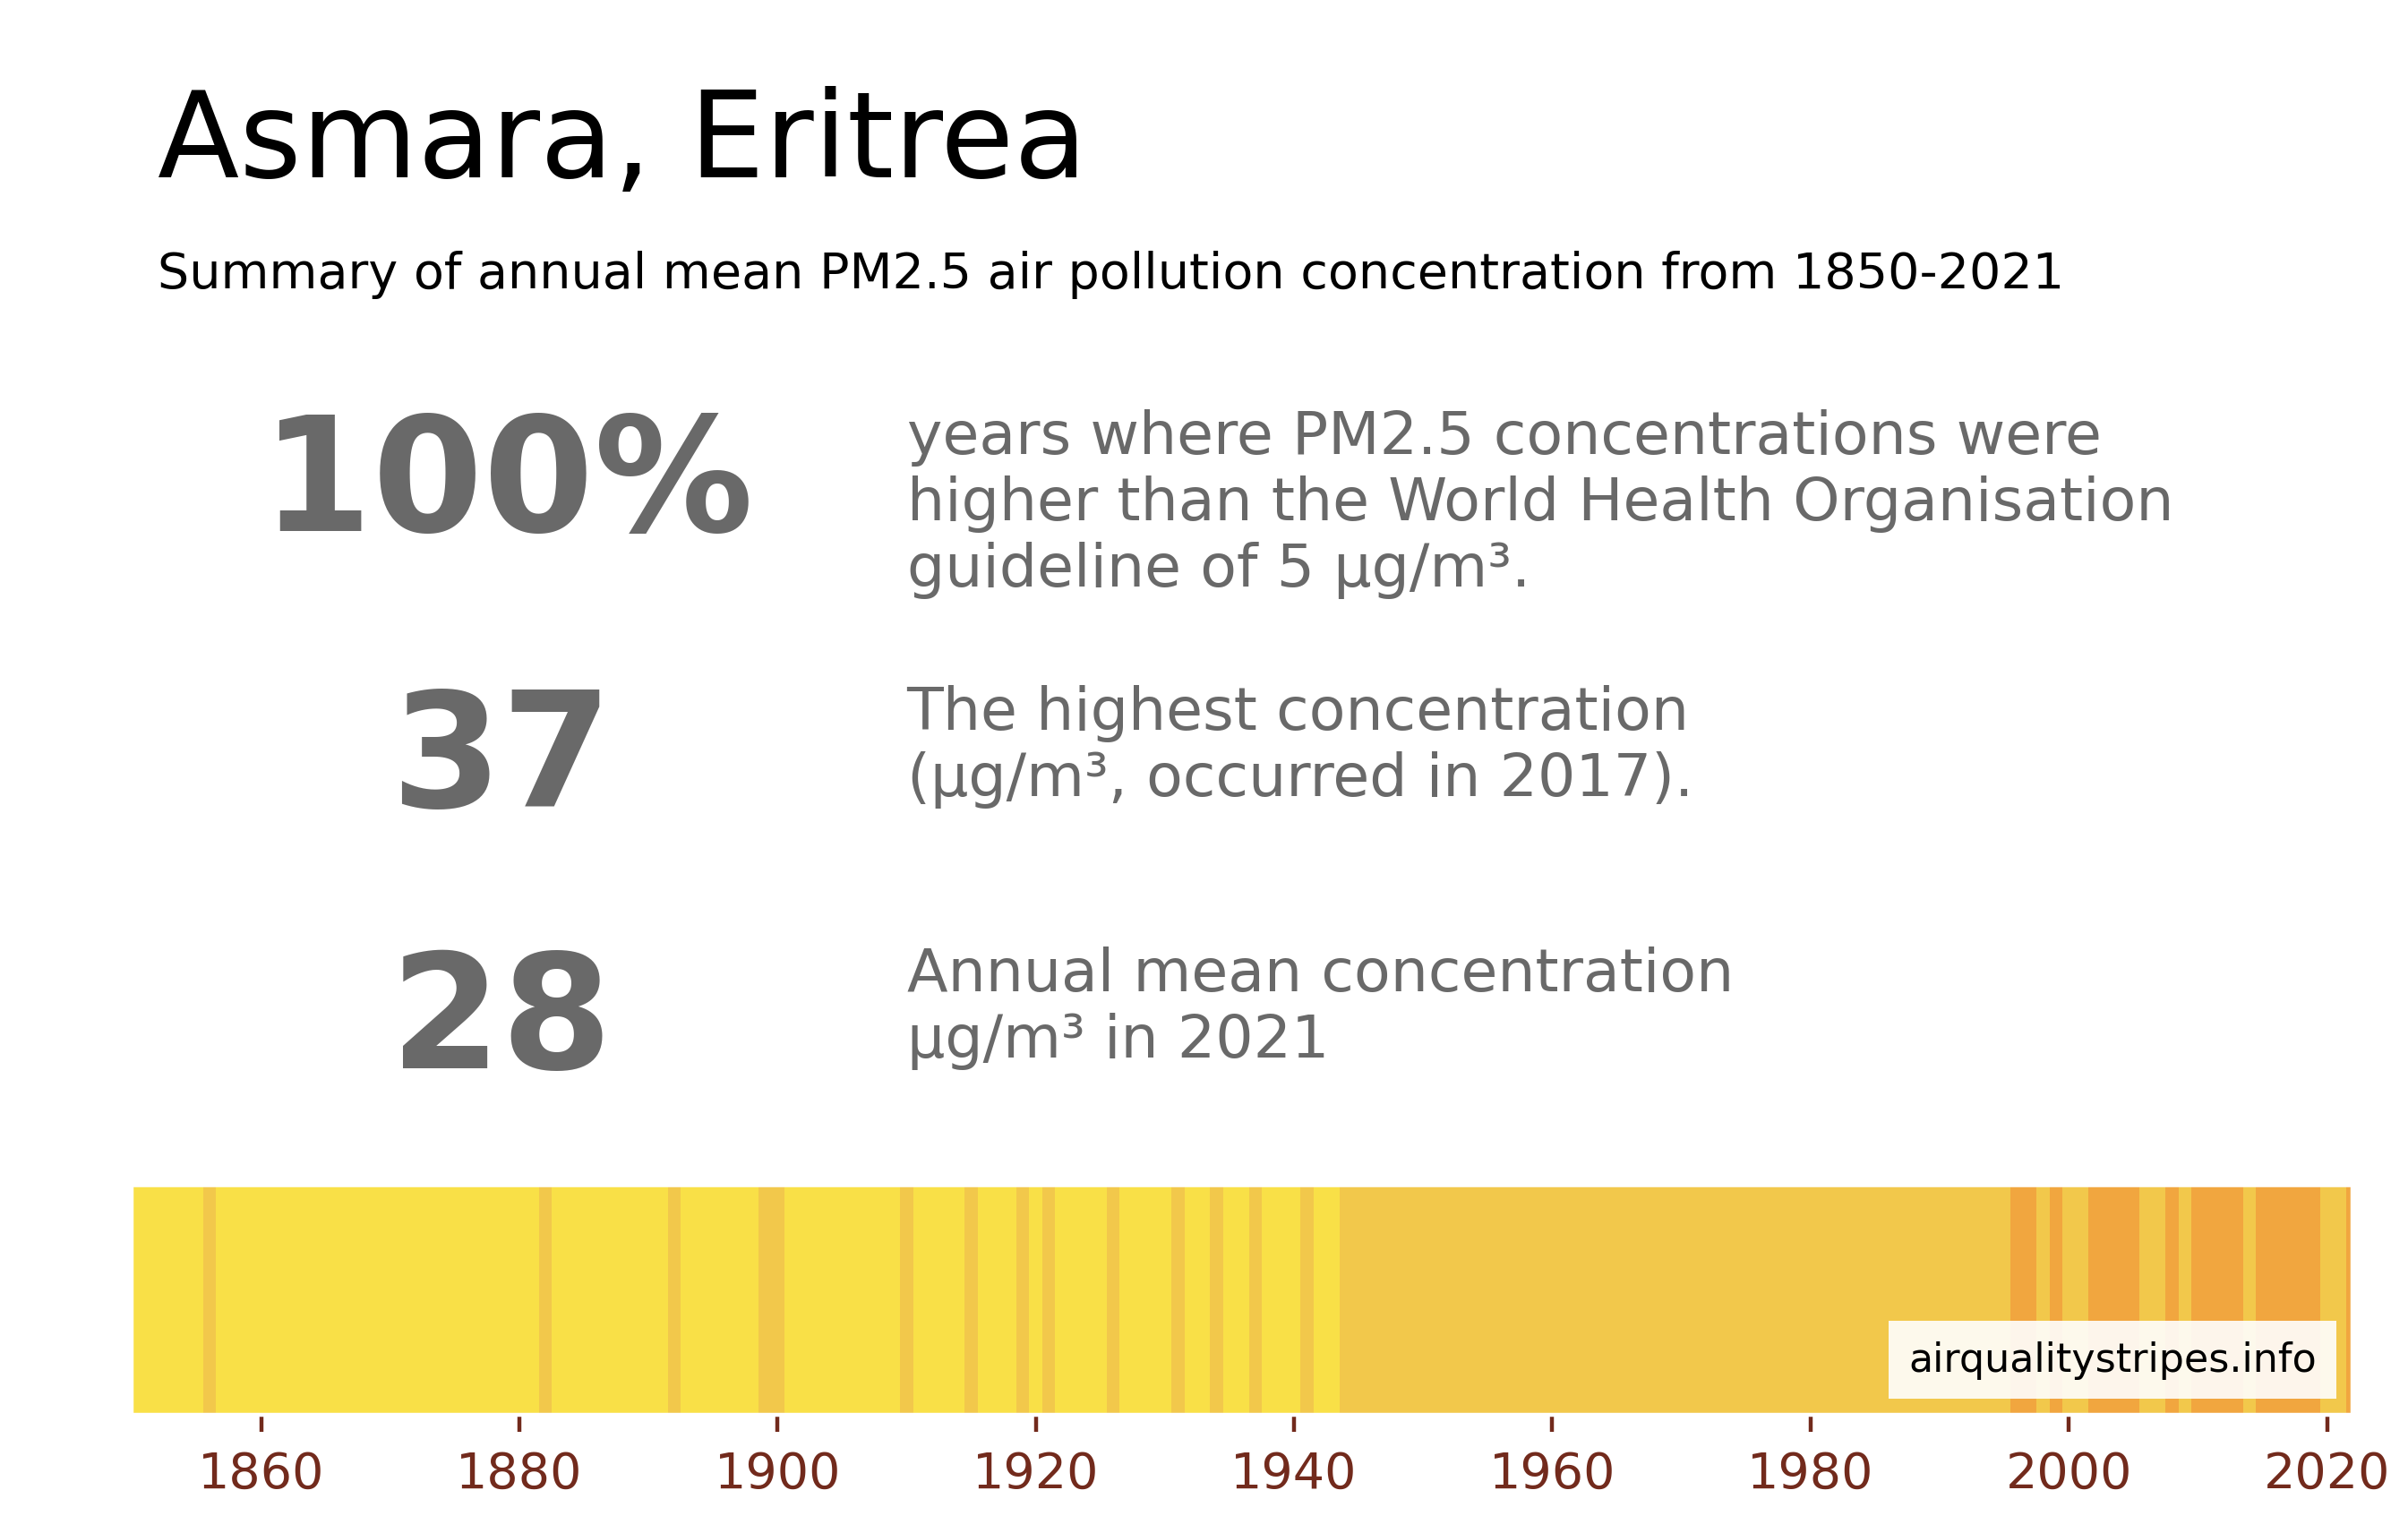 Asmara, Eritrea
Summary of annual mean PM2.5 air pollution concentration from 1850-2021
100%
years where PM2.5 concentrations were
higher than the World Health Organisation
guideline of 5 µg/m³.
37
The highest concentration
(µg/m³, occurred in 2017).
28
Annual mean concentration
µg/m³ in 2021
airqualitystripes.info
1860 1880 1900 1920 1940 1960 1980 2000 2020